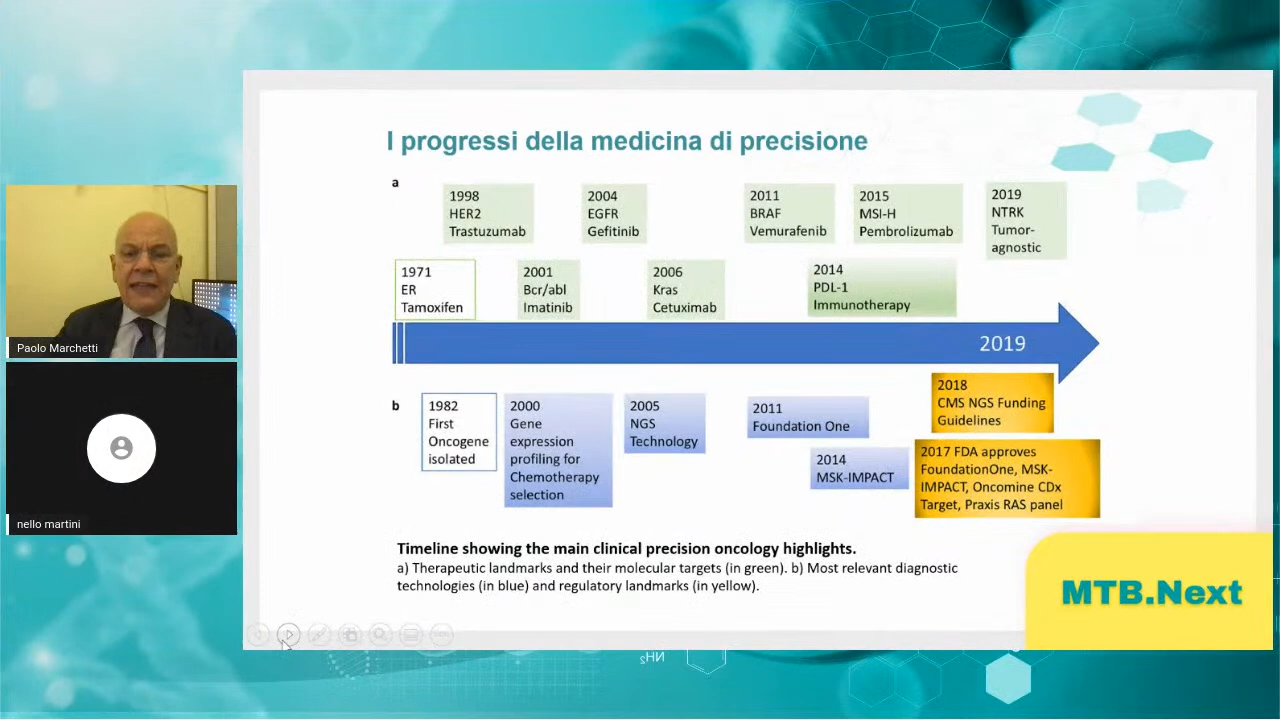 I progressi della medicina di precisione
a
1998
HER2
Trastuzumab
2004
EGFR
Gefitinib
2011
BRAF
Vemurafenib
2015
MSI-H
Pembrolizumab
2019
NTRK
Tumor-
agnostic
1971
ER
Tamoxifen
2001
Bcr/abl
Imatinib
2006
Kras
Cetuximab
2014
PDL-1
Immunotherapy
2019
b
1982
First
Oncogene
isolated
2000
Gene
expression
profiling for
Chemotherapy
selection
2005
NGS
Technology
2011
Foundation One
2014
MSK-IMPACT
2018
CMS NGS Funding
Guidelines
2017 FDA approves
FoundationOne, MSK-
IMPACT, Oncomine CDx
Target, Praxis RAS panel
Timeline showing the main clinical precision oncology highlights.
a) Therapeutic landmarks and their molecular targets (in green). b) Most relevant diagnostic
technologies (in blue) and regulatory landmarks (in yellow).
Paolo Marchetti
nello martini
MTB.Next